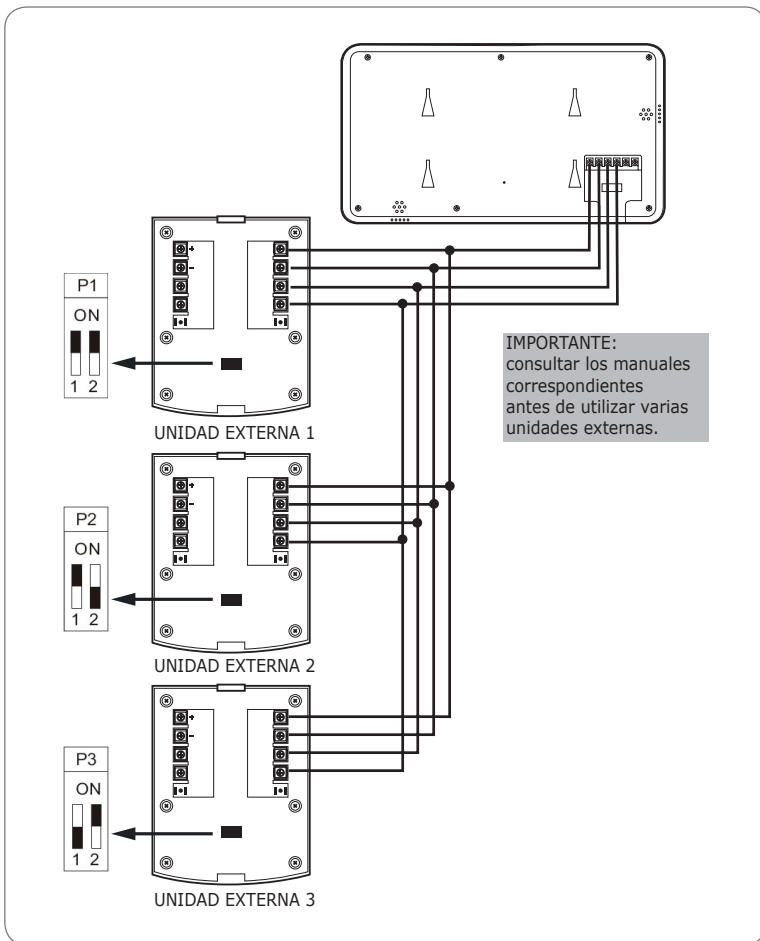 P1
ON
1 2
+
−
UNIDAD EXTERNA 1
IMPORTANTE:
consultar los manuales
correspondientes
antes de utilizar varias
unidades externas.
P2
ON
1 2
+
−
UNIDAD EXTERNA 2
P3
ON
1 2
+
−
UNIDAD EXTERNA 3